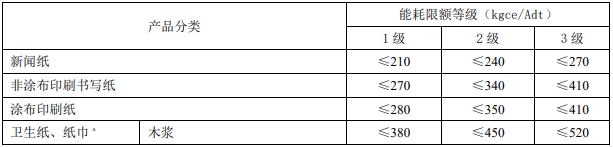 产品分类 能耗限额等级（kgce/Adt）
1 级 2 级 3 级
新闻纸 ≤210 ≤240 ≤270
非涂布印刷书写纸 ≤270 ≤340 ≤410
涂布印刷纸 ≤280 ≤350 ≤410
卫生纸、纸巾a 木浆 ≤380 ≤450 ≤520